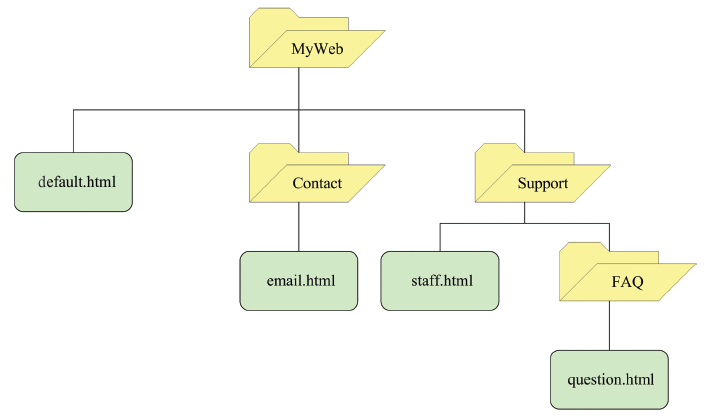 MyWeb
default.html
Contact
Support
email.html
staff.html
FAQ
question.html